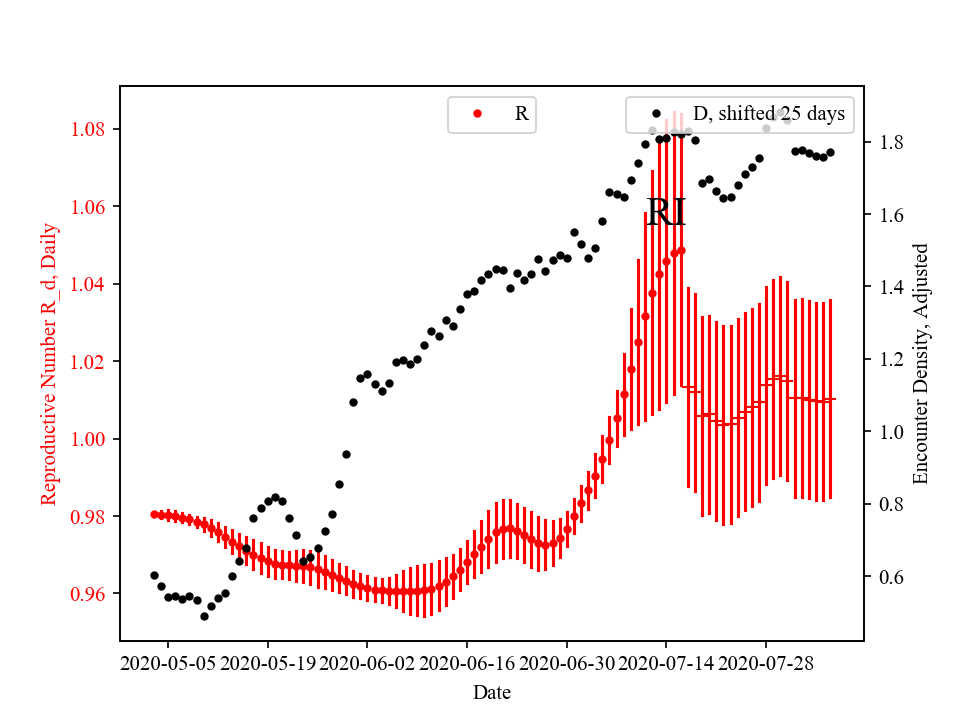 R
D, shifted 25 days
1.08
1.06
1.04
1.02
1.00
0.98
0.96
Reproductive Number R_d, Daily
RI
1.8
1.6
1.4
1.2
1.0
0.8
0.6
Encounter Density, Adjusted
2020-05-05 2020-05-19 2020-06-02 2020-06-16 2020-06-30 2020-07-14 2020-07-28
Date